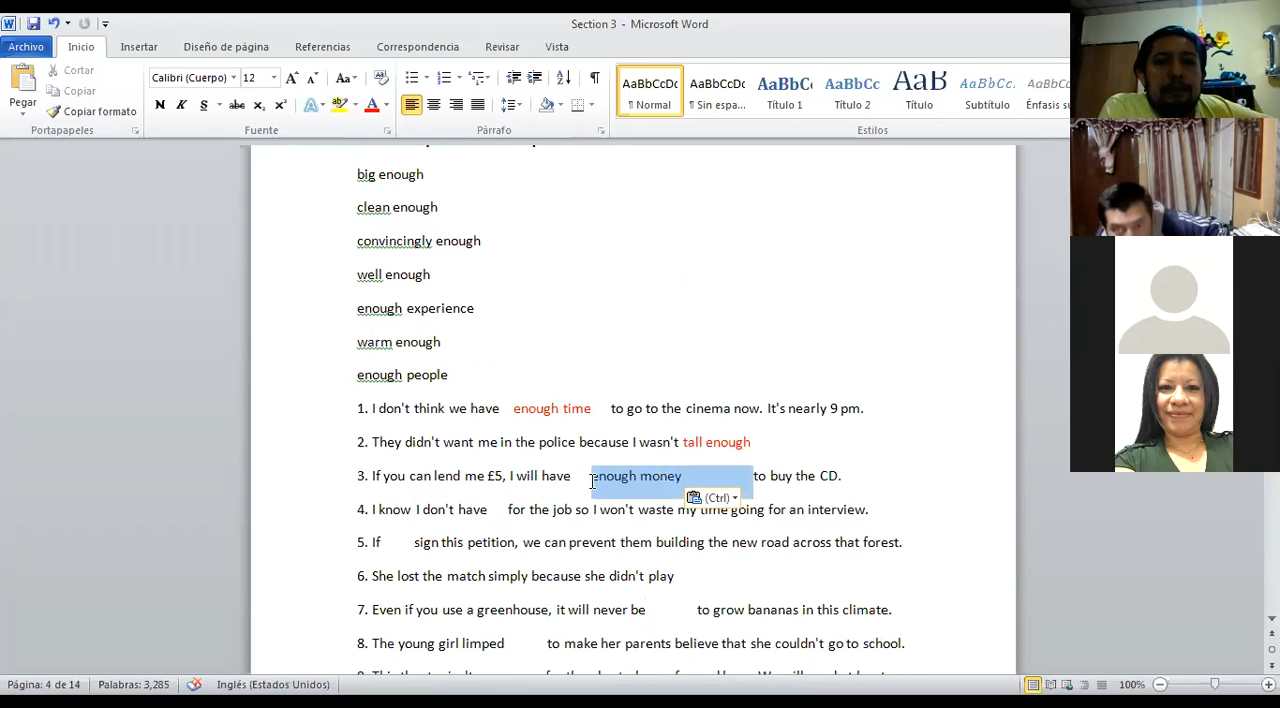 Section 3 - Microsoft Word
Archivo Inicio Insertar Diseño de página Referencias Correspondencia Revisar Vista
Pegar
Cortar
Copiar
Copiar formato
Portapapeles
Calibri (Cuerpo) 12
Fuente
Párrafo
AaBbCcDc AaBbCcDc AaBbC AaBbCc AaB AaBbCc AaBbCcDc
¶ Normal ¶ Sin espa... Título 1 Título 2 Título Subtítulo Énfasis su
Estilos
big enough
clean enough
convincingly enough
well enough
enough experience
warm enough
enough people
1. I don't think we have enough time to go to the cinema now. It's nearly 9 pm.
2. They didn't want me in the police because I wasn't tall enough
3. If you can lend me £5, I will have enough money to buy the CD.
(Ctrl)
4. I know I don't have for the job so I won't waste my time going for an interview.
5. If sign this petition, we can prevent them building the new road across that forest.
6. She lost the match simply because she didn't play
7. Even if you use a greenhouse, it will never be to grow bananas in this climate.
8. The young girl limped to make her parents believe that she couldn't go to school.
Página: 4 de 14 Palabras: 3,285 Inglés (Estados Unidos) 100%